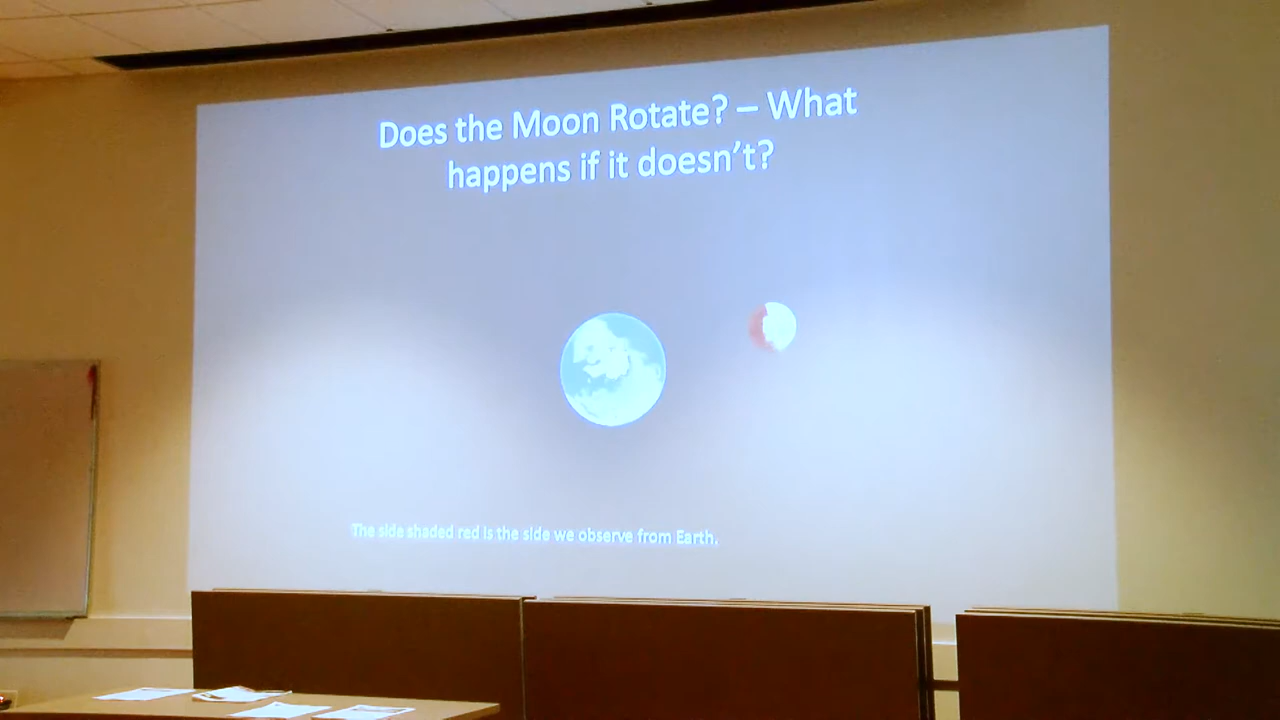 Does the Moon Rotate? – What
happens if it doesn't?
The side shaded red is the side we observe from Earth.